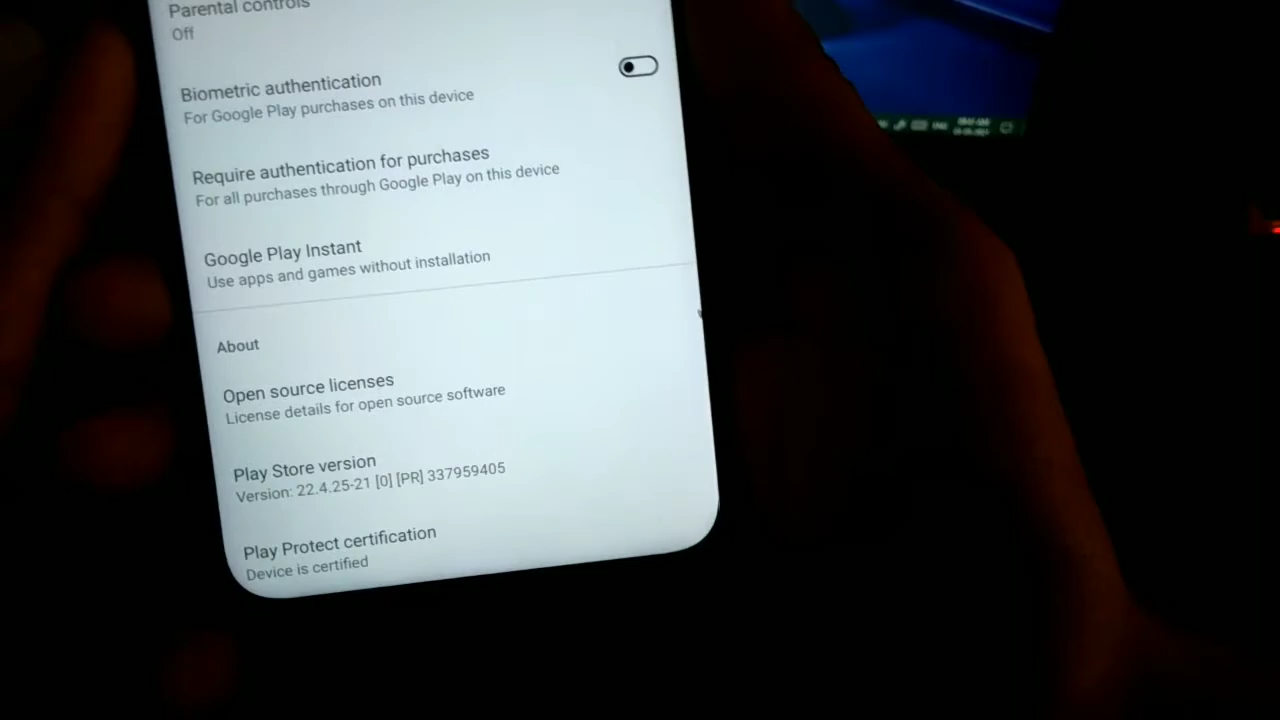 Parental controls
Off
Biometric authentication
For Google Play purchases on this device
Require authentication for purchases
For all purchases through Google Play on this device
Google Play Instant
Use apps and games without installation
About
Open source licenses
License details for open source software
Play Store version
Version: 22.4.25-21 [0] [PR] 337959405
Play Protect certification
Device is certified